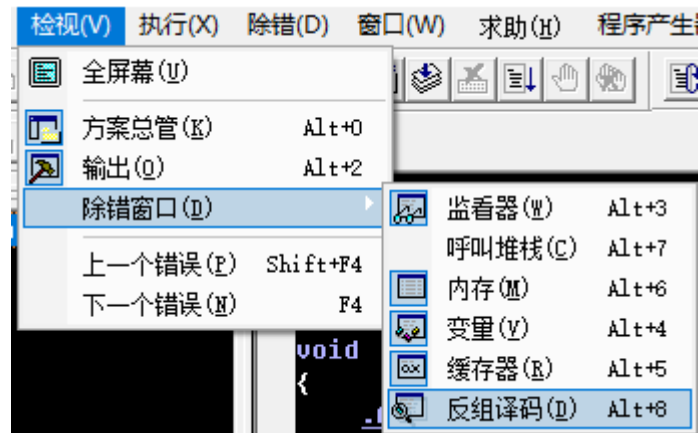 检视(V) 执行(X) 除错(D) 窗口(W) 求助(H) 程序产生
全屏幕(U)
方案总管(K) Alt+0
输出(O) Alt+2
除错窗口(D)
上一个错误(P) Shift+F4
下一个错误(N) F4
监看器(W) Alt+3
呼叫堆栈(C) Alt+7
内存(M) Alt+6
变量(V) Alt+4
缓存器(R) Alt+5
反组译码(D) Alt+8
void
{